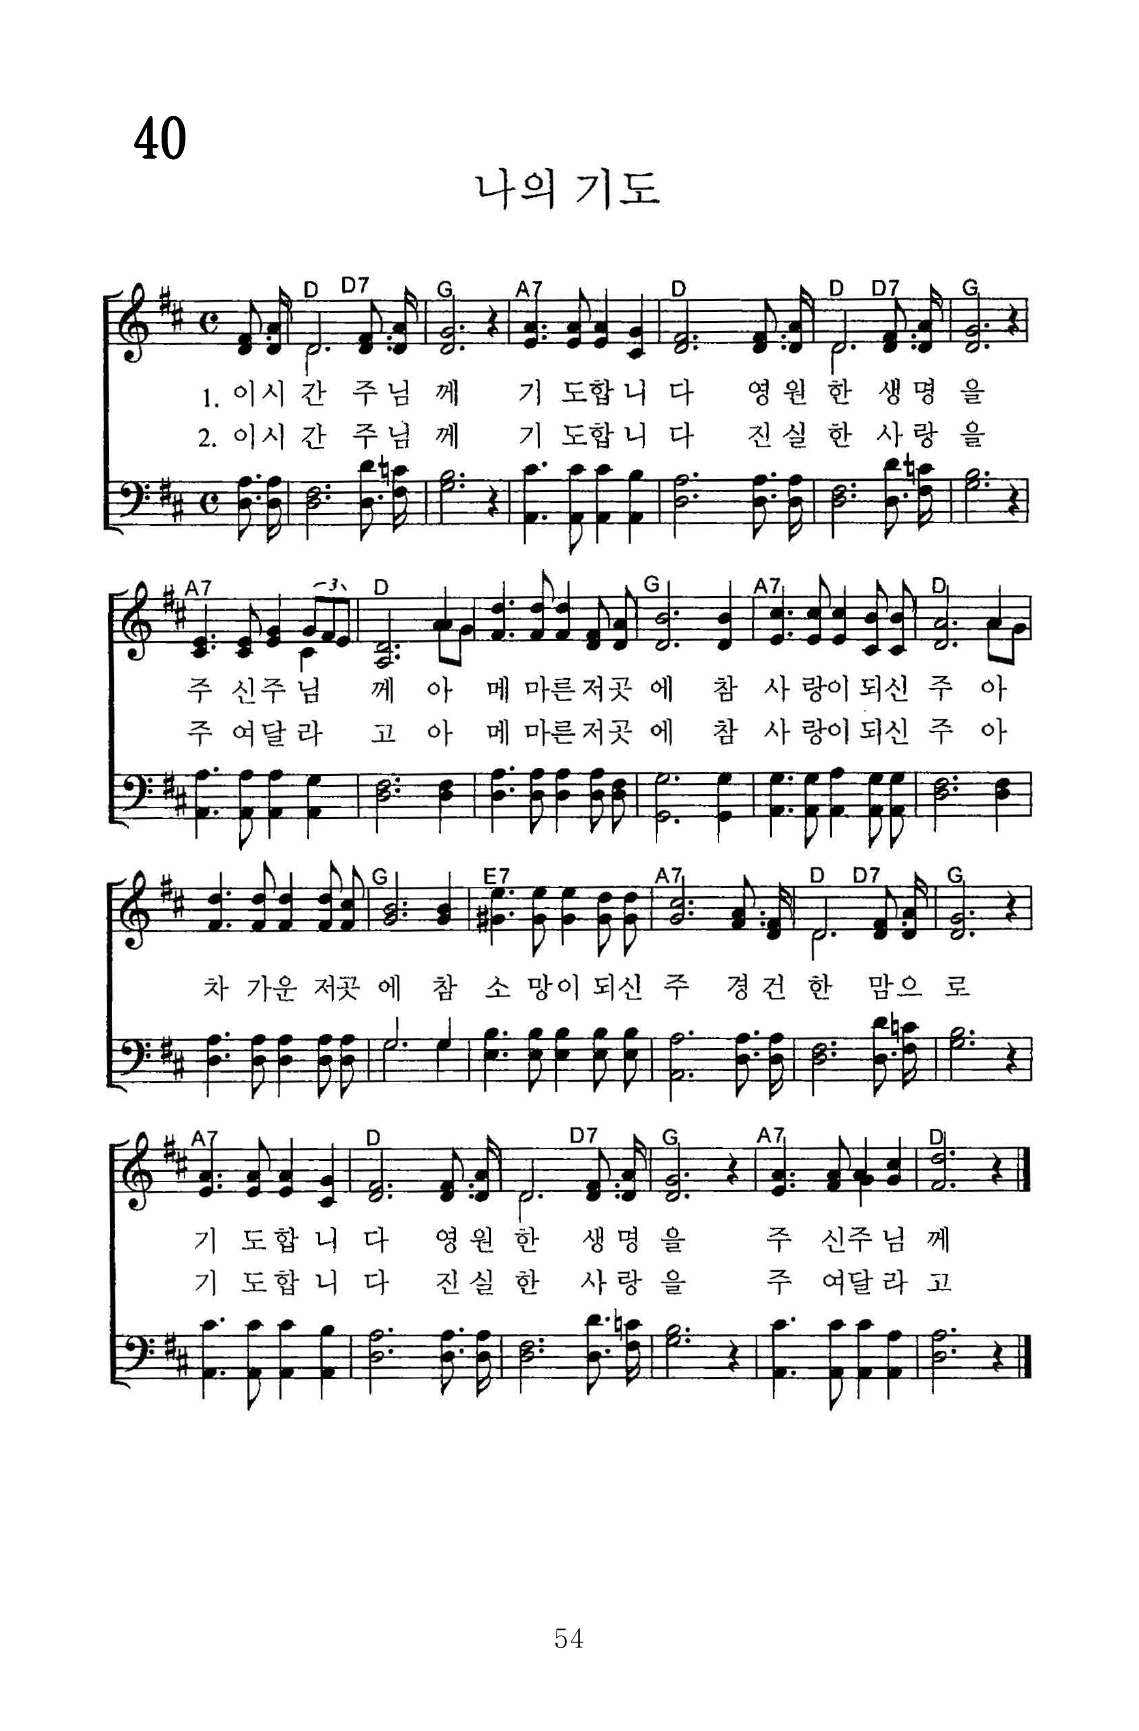 40
나의 기도
D D7 G A7 D D D7 G
1. 이시 간 주님 께 기 도합 니 다 영 원 한 생 명 을
2. 이시 간 주님 께 기 도합 니 다 진 실 한 사 랑 을
A7 3 D G A7 D
주 신주 님 께 아 메 마른 저곳 에 참 사 랑이 되신 주 아
주 여달 라 고 아 메 마른 저곳 에 참 사 랑이 되신 주 아
G E7 A7 D D7 G
차 가운 저곳 에 참 소 망이 되신 주 경 건 한 맘으 로
A7 D D7 G A7 D
기 도합 니 다 영 원 한 생 명 을 주 신주 님 께
기 도합 니 다 진 실 한 사 랑 을 주 여달 라 고
54